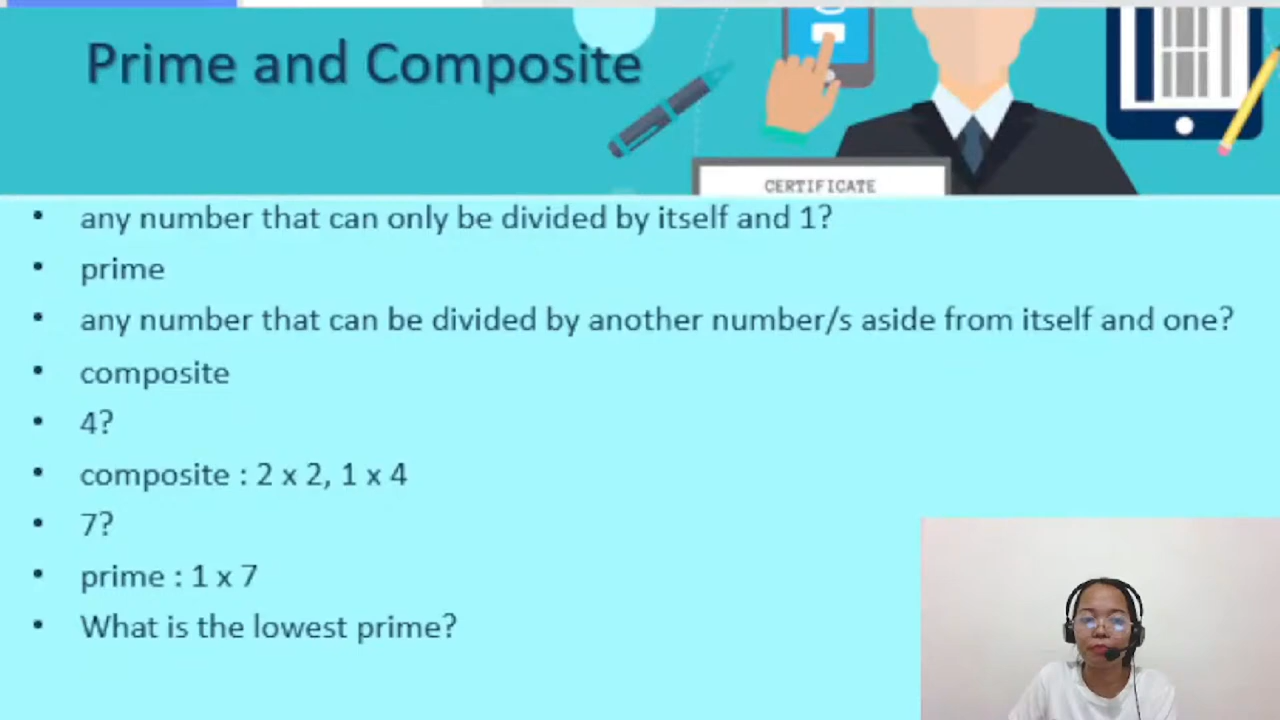 Prime and Composite
CERTIFICATE
• any number that can only be divided by itself and 1?
• prime
• any number that can be divided by another number/s aside from itself and one?
• composite
• 4?
• composite : 2 x 2, 1 x 4
• 7?
• prime : 1 x 7
• What is the lowest prime?